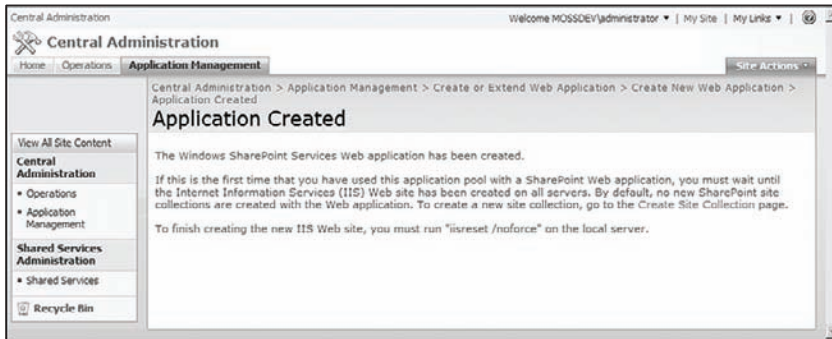 Central Administration
Welcome MOSSDEV\administrator ▼ | My Site | My Links ▼ |
Central Administration
Home Operations Application Management Site Actions
Central Administration > Application Management > Create or Extend Web Application > Create New Web Application >
Application Created
Application Created
View All Site Content
Central
Administration
• Operations
• Application
Management
Shared Services
Administration
• Shared Services
Recycle Bin
The Windows SharePoint Services Web application has been created.
If this is the first time that you have used this application pool with a SharePoint Web application, you must wait until
the Internet Information Services (IIS) Web site has been created on all servers. By default, no new SharePoint site
collections are created with the Web application. To create a new site collection, go to the Create Site Collection page.
To finish creating the new IIS Web site, you must run "iisreset /noforce" on the local server.